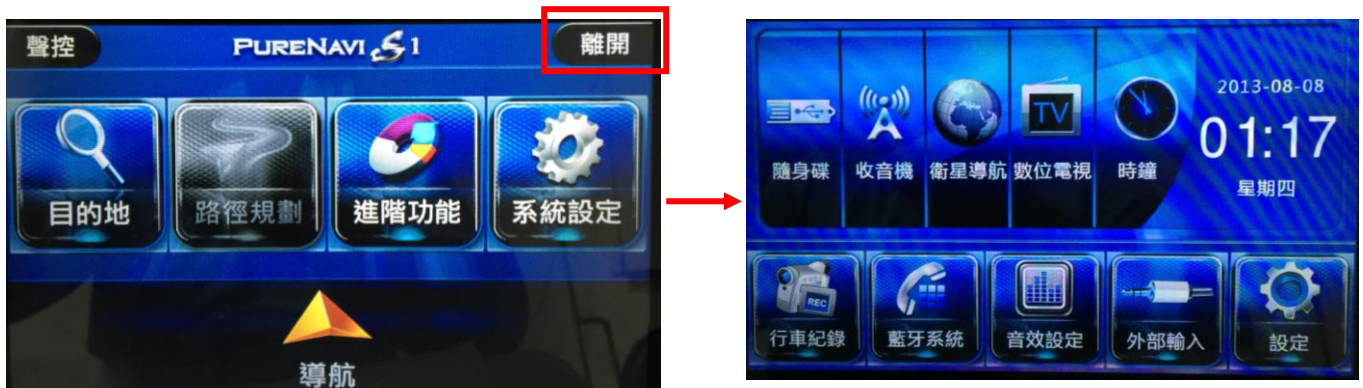 聲控
PURENAVI S1
離開
目的地
路徑規劃
進階功能
系統設定
導航
隨身碟
收音機
衛星導航
TV
數位電視
時鐘
2013-08-08
01:17
星期四
REC
行車紀錄
藍牙系統
音效設定
外部輸入
設定